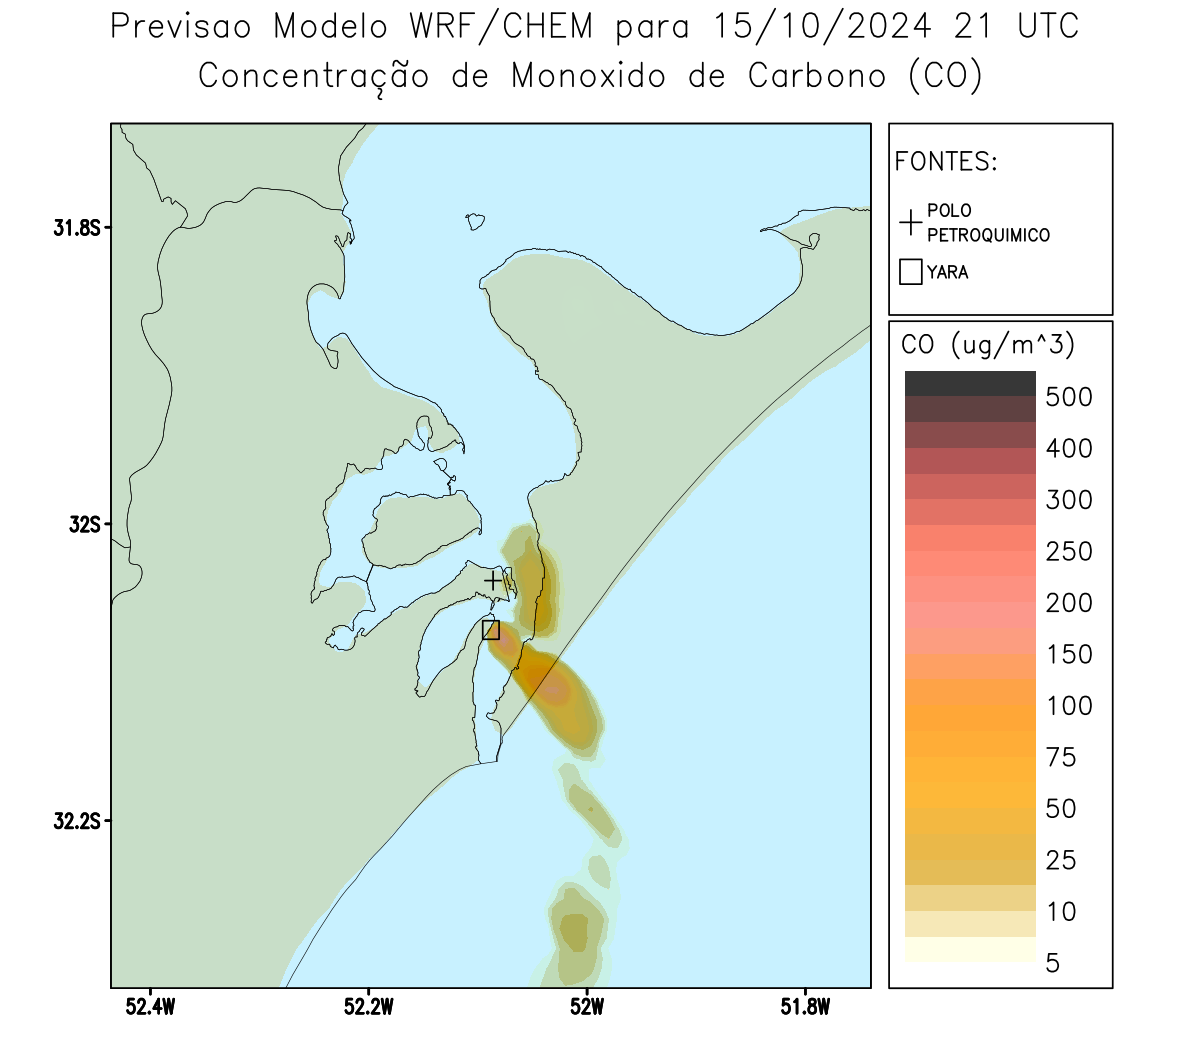 Previsao Modelo WRF/CHEM para 15/10/2024 21 UTC
Concentração de Monoxido de Carbono (CO)
FONTES:
POLO
PETROQUIMICO
YARA
CO (ug/m^3)
500
400
300
250
200
150
100
75
50
25
10
5
31.8S
32S
32.2S
52.4W
52.2W
52W
51.8W